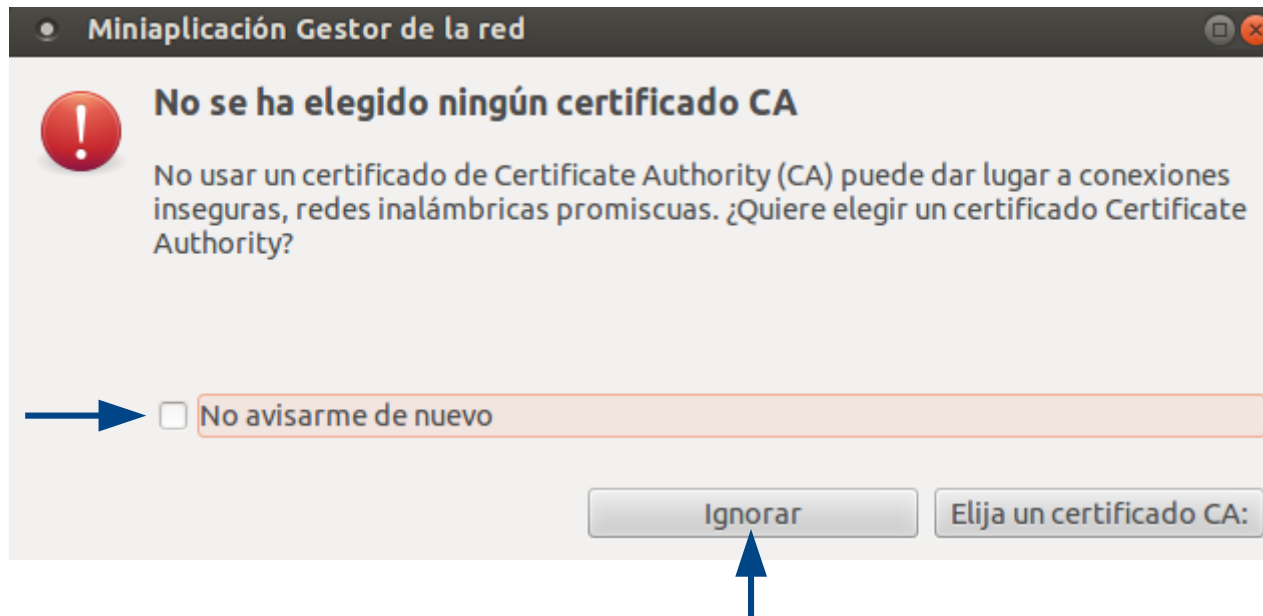 Miniaplicación Gestor de la red
No se ha elegido ningún certificado CA
No usar un certificado de Certificate Authority (CA) puede dar lugar a conexiones
inseguras, redes inalámbricas promiscuas. ¿Quiere elegir un certificado Certificate
Authority?
No avisarme de nuevo
Ignorar
Elija un certificado CA: